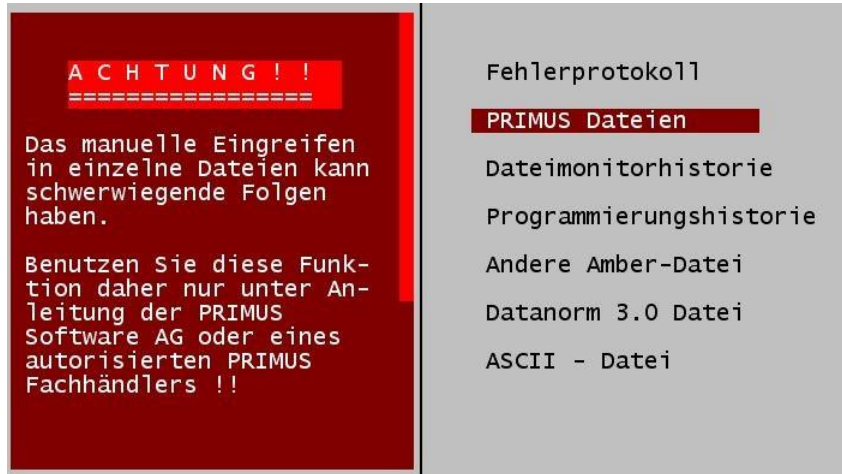 A C H T U N G ! !
=================
Das manuelle Eingreifen
in einzelne Dateien kann
schwerwiegende Folgen
haben.
Benutzen Sie diese Funk-
tion daher nur unter An-
leitung der PRIMUS
Software AG oder eines
autorisierten PRIMUS
Fachhändlers !!
Fehlerprotokoll
PRIMUS Dateien
Dateimonitorhistorie
Programmierungshistorie
Andere Amber-Datei
Datanorm 3.0 Datei
ASCII - Datei